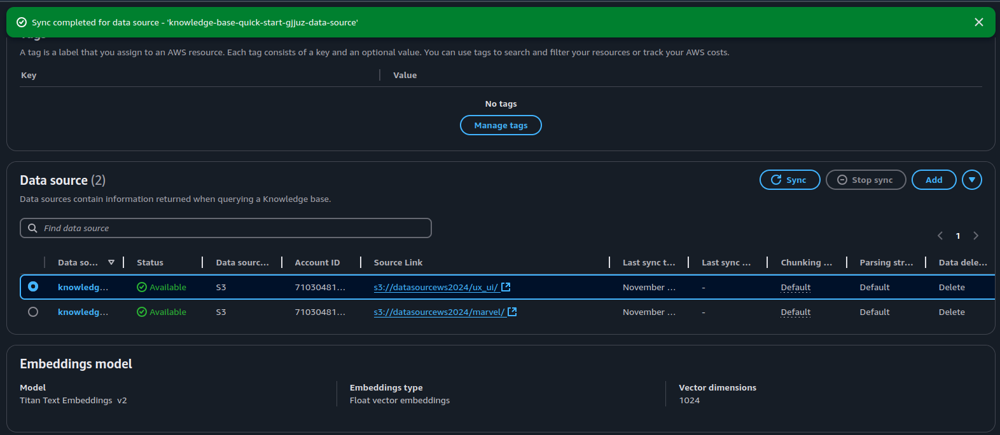 Sync completed for data source - 'knowledge-base-quick-start-gjjuz-data-source'
Tags
A tag is a label that you assign to an AWS resource. Each tag consists of a key and an optional value. You can use tags to search and filter your resources or track your AWS costs.
Key Value
No tags
Manage tags
Data source (2) Sync Stop sync Add
Data sources contain information returned when querying a Knowledge base.
Find data source
1
Data so... Status Data sourc... Account ID Source Link Last sync t... Last sync ... Chunking ... Parsing str... Data dele...
knowledg... Available S3 71030481... s3://datasourcews2024/ux_ui/ November ... - Default Default Delete
knowledg... Available S3 71030481... s3://datasourcews2024/marvel/ November ... - Default Default Delete
Embeddings model
Model Embeddings type Vector dimensions
Titan Text Embeddings v2 Float vector embeddings 1024